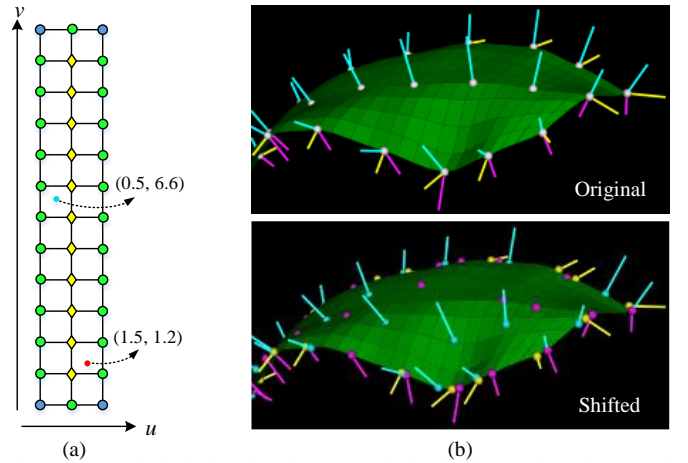 v
(0.5, 6.6)
(1.5, 1.2)
u
(a)
Original
Shifted
(b)